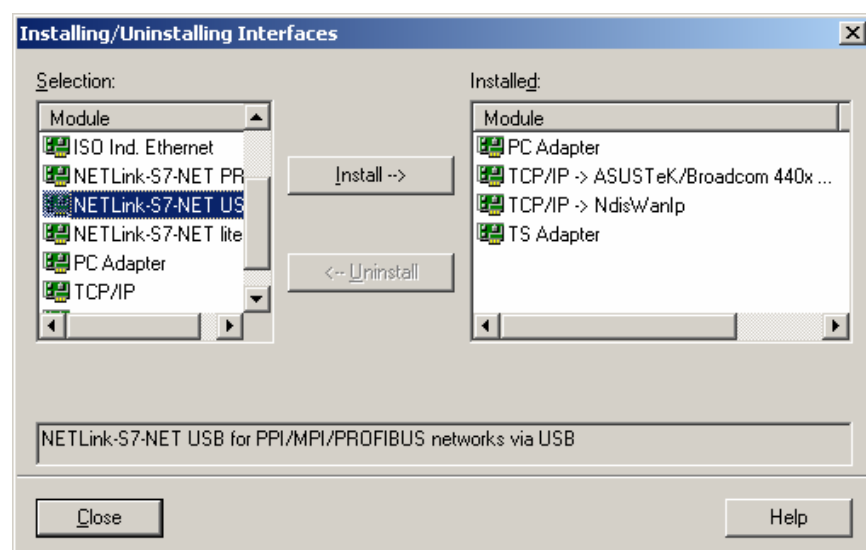 Installing/Uninstalling Interfaces
Selection:
Installed:
Module
ISO Ind. Ethernet
NETLink-S7-NET PR
NETLink-S7-NET US
NETLink-S7-NET lite
PC Adapter
TCP/IP
Install -->
<-- Uninstall
Module
PC Adapter
TCP/IP -> ASUSTeK/Broadcom 440x ...
TCP/IP -> NdisWanIp
TS Adapter
NETLink-S7-NET USB for PPI/MPI/PROFIBUS networks via USB
Close
Help